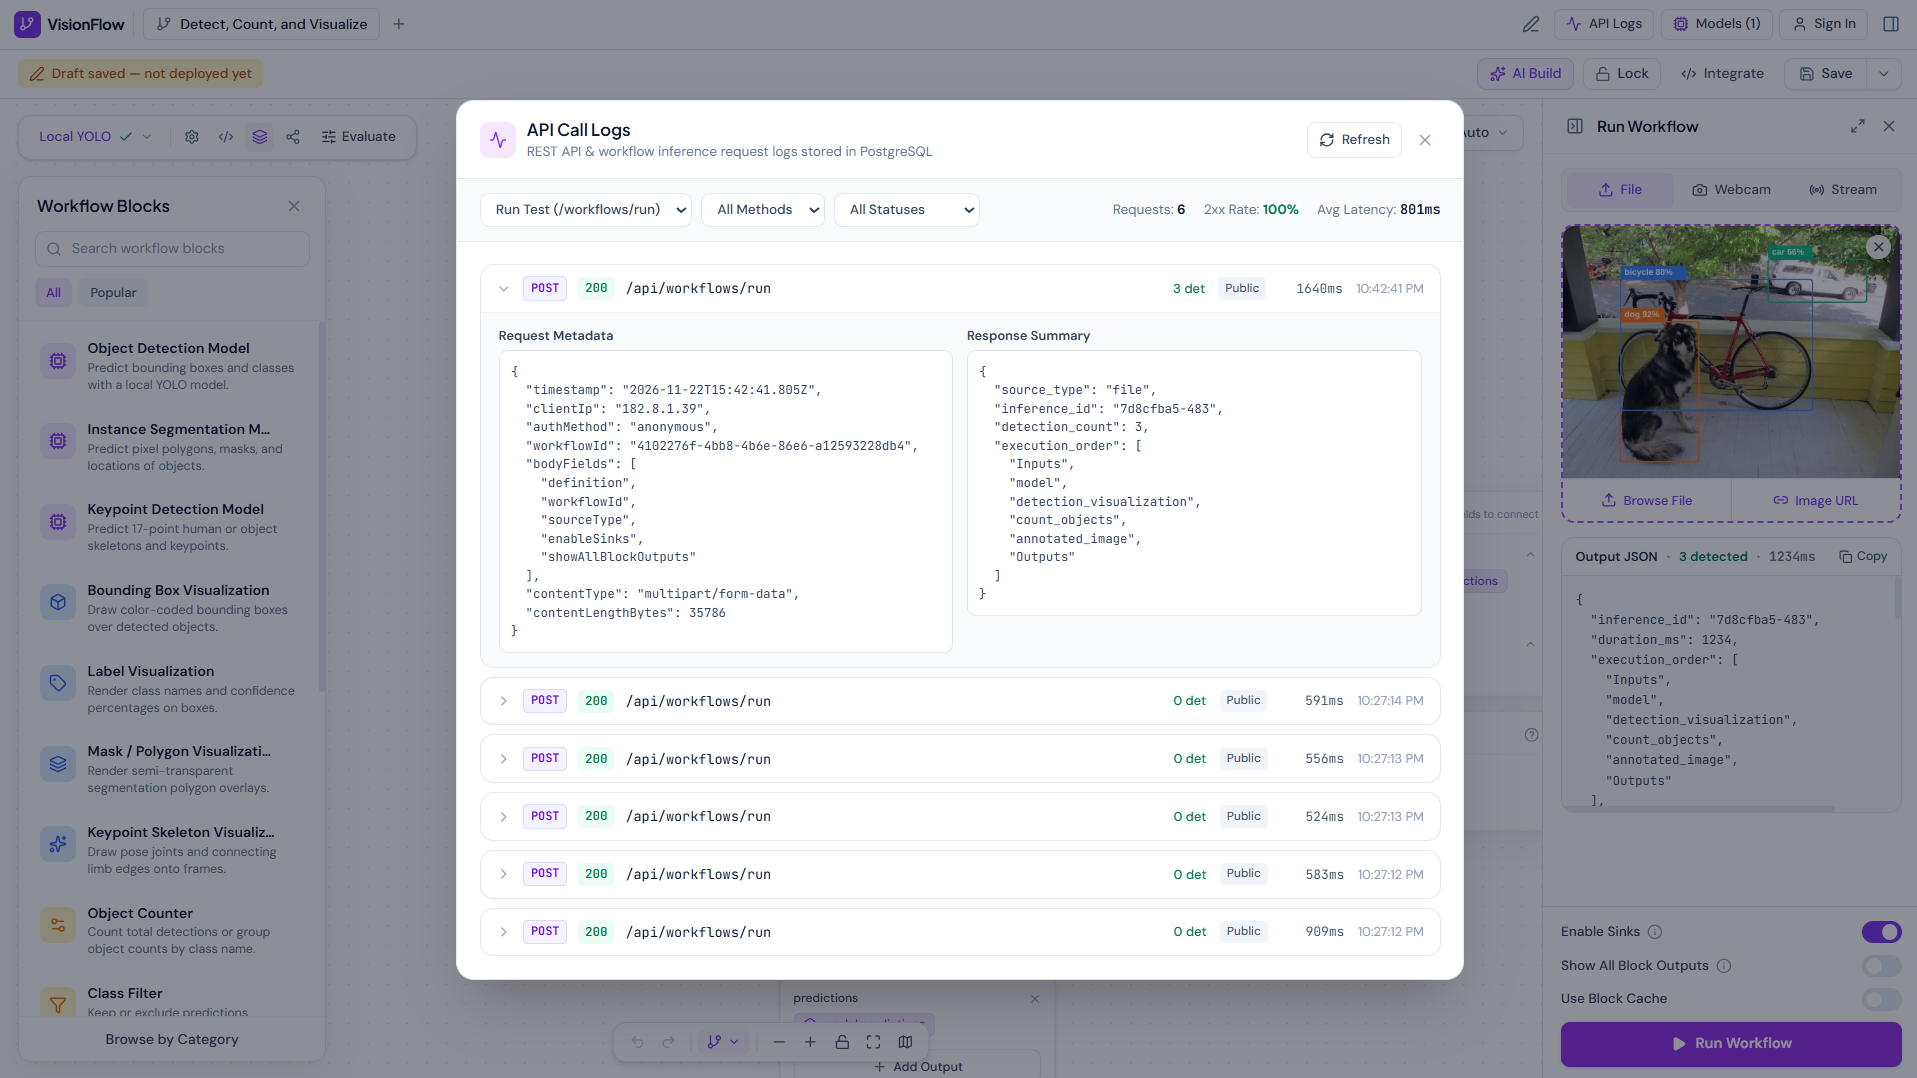 VisionFlow
Detect, Count, and Visualize
API Logs
Models (1)
Sign In
Draft saved — not deployed yet
AI Build
Lock
Integrate
Save
Local YOLO
Evaluate
Workflow Blocks
Search workflow blocks
All
Popular
Object Detection Model
Predict bounding boxes and classes
with a local YOLO model.
Instance Segmentation M...
Predict pixel polygons, masks, and
locations of objects.
Keypoint Detection Model
Predict 17-point human or object
skeletons and keypoints.
Bounding Box Visualization
Draw color-coded bounding boxes
over detected objects.
Label Visualization
Render class names and confidence
percentages on boxes.
Mask / Polygon Visualizati...
Render semi-transparent
segmentation polygon overlays.
Keypoint Skeleton Visualiz...
Draw pose joints and connecting
limb edges onto frames.
Object Counter
Count total detections or group
object counts by class name.
Class Filter
Keep or exclude predictions
Browse by Category
API Call Logs
REST API & workflow inference request logs stored in PostgreSQL
Refresh
Run Test (/workflows/run)
All Methods
All Statuses
Requests: 6
2xx Rate: 100%
Avg Latency: 801ms
POST 200 /api/workflows/run 3 det Public 1640ms 10:42:41 PM
Request Metadata
{
"timestamp": "2026-11-22T15:42:41.805Z",
"clientIp": "182.8.1.39",
"authMethod": "anonymous",
"workflowId": "4102276f-4bb8-4b6e-86e6-a12593228db4",
"bodyFields": [
"definition",
"workflowId",
"sourceType",
"enableSinks",
"showAllBlockOutputs"
],
"contentType": "multipart/form-data",
"contentLengthBytes": 35786
}
Response Summary
{
"source_type": "file",
"inference_id": "7d8cfba5-483",
"detection_count": 3,
"execution_order": [
"Inputs",
"model",
"detection_visualization",
"count_objects",
"annotated_image",
"Outputs"
]
}
POST 200 /api/workflows/run 0 det Public 591ms 10:27:14 PM
POST 200 /api/workflows/run 0 det Public 556ms 10:27:13 PM
POST 200 /api/workflows/run 0 det Public 524ms 10:27:13 PM
POST 200 /api/workflows/run 0 det Public 583ms 10:27:12 PM
POST 200 /api/workflows/run 0 det Public 909ms 10:27:12 PM
to connect
predictions
Add Output
Run Workflow
File
Webcam
Stream
car 66%
bicycle 88%
dog 92%
Browse File
Image URL
Output JSON · 3 detected · 1234ms
Copy
{
"inference_id": "7d8cfba5-483",
"duration_ms": 1234,
"execution_order": [
"Inputs",
"model",
"detection_visualization",
"count_objects",
"annotated_image",
"Outputs"
],
Enable Sinks
Show All Block Outputs
Use Block Cache
Run Workflow